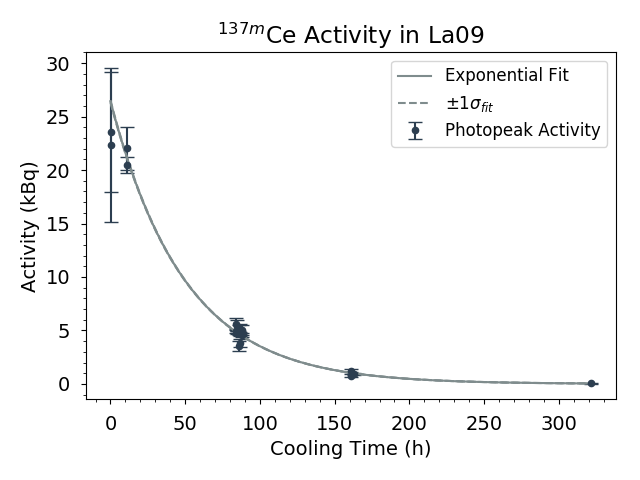 ¹³⁷ᵐCe Activity in La09
Exponential Fit
±1σfit
Photopeak Activity
Activity (kBq)
30
25
20
15
10
5
0
0 50 100 150 200 250 300
Cooling Time (h)